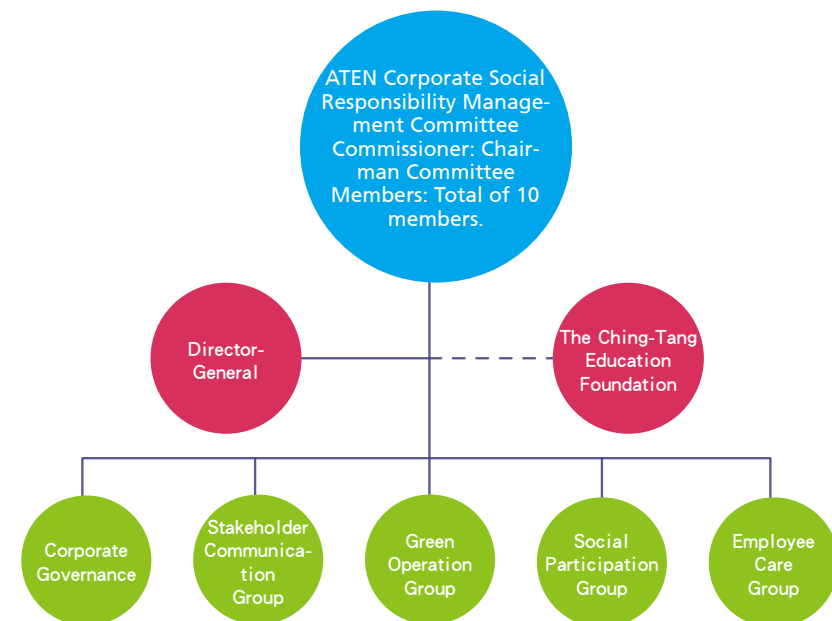 ATEN Corporate Social
Responsibility Manage-
ment Committee
Commissioner: Chair-
man Committee
Members: Total of 10
members.
Director-
General
The Ching-Tang
Education
Foundation
Corporate
Governance
Stakeholder
Communica-
tion
Group
Green
Operation
Group
Social
Participation
Group
Employee
Care
Group